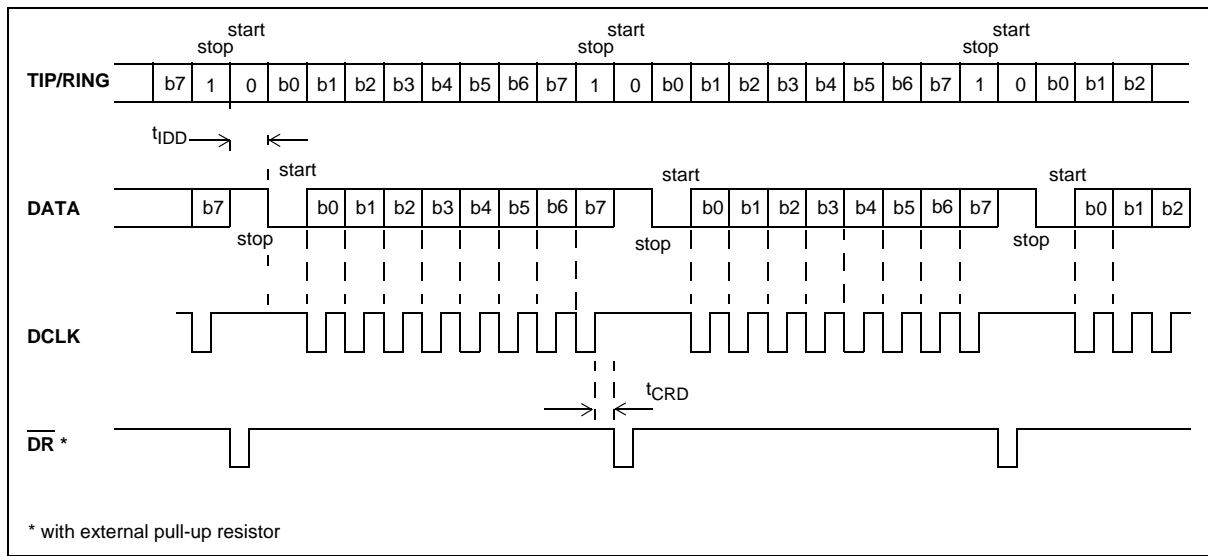 start start start
stop stop stop
TIP/RING b7 1 0 b0 b1 b2 b3 b4 b5 b6 b7 1 0 b0 b1 b2 b3 b4 b5 b6 b7 1 0 b0 b1 b2
tIDD
start start start
DATA b7 b0 b1 b2 b3 b4 b5 b6 b7 b0 b1 b2 b3 b4 b5 b6 b7 b0 b1 b2
stop stop stop
DCLK
tCRD
DR *
* with external pull-up resistor